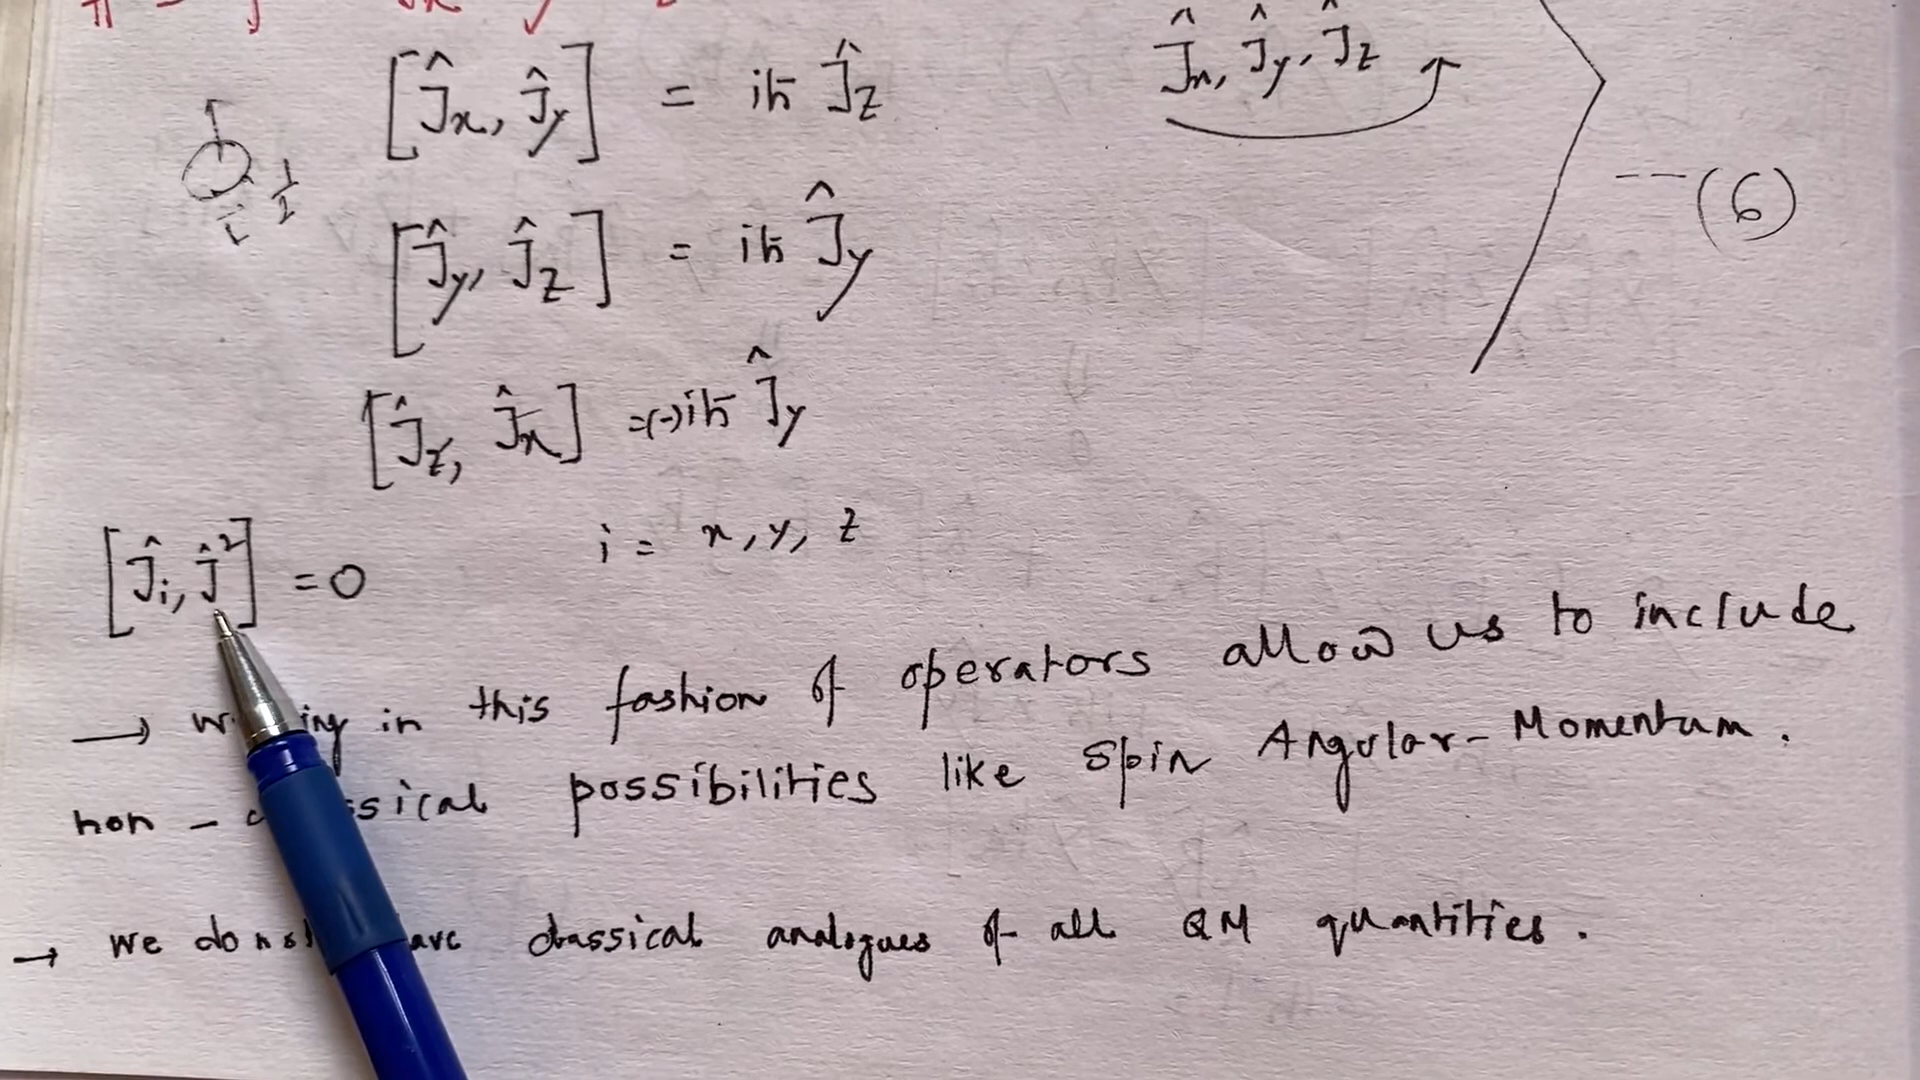 Ĵx, Ĵy, Ĵz
[Ĵx, Ĵy] = iħ Ĵz
--(6)
[Ĵy, Ĵz] = iħ Ĵy
[Ĵz, Ĵx] =(-)iħ Ĵy
[Ĵi, Ĵ²] = 0
i = x, y, z
→ in this fashion of operators allow us to include
non - possibilities like spin Angular-Momentum.
→ we do classical analogues of all QM quantities.